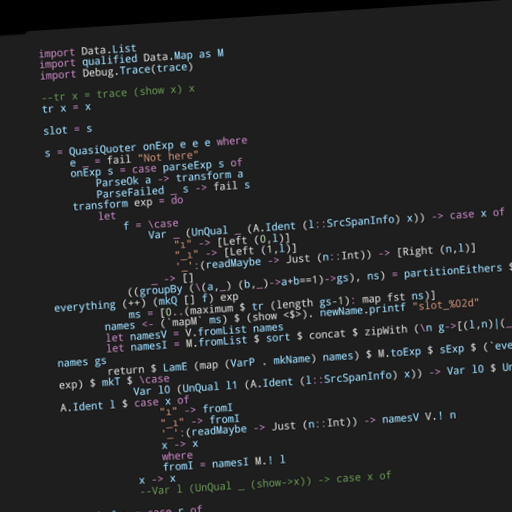 import Data.List
import qualified Data.Map as M
import Debug.Trace(trace)
--tr x = trace (show x) x
tr x = x
slot = s
s = QuasiQuoter onExp e e e where
e _ = fail "Not here"
onExp s = case parseExp s of
ParseOk a -> transform a
ParseFailed _ s -> fail s
transform exp = do
let
f = \case
Var _ (UnQual _ (A.Ident (l::SrcSpanInfo) x)) -> case x of
"ı" -> [Left (0,l)]
"_ı" -> [Left (1,l)]
'_':(readMaybe -> Just (n::Int)) -> [Right (n,l)]
_ -> []
((groupBy (\(a,_) (b,_)->a+b==1)->gs), ns) = partitionEithers $
everything (++) (mkQ [] f) exp
ms = [0..(maximum $ tr (length gs-1): map fst ns)]
names <- (`mapM` ms) $ (show <$>). newName.printf "slot_%02d"
let namesV = V.fromList names
let namesI = M.fromList $ sort $ concat $ zipWith (\n g->[(l,n)|(_
names gs
return $ LamE (map (VarP . mkName) names) $ M.toExp $ sExp $ (`eve
exp) $ mkT $ \case
Var l0 (UnQual l1 (A.Ident (l::SrcSpanInfo) x)) -> Var l0 $ Un
A.Ident l $ case x of
"ı" -> fromI
"_ı" -> fromI
'_':(readMaybe -> Just (n::Int)) -> namesV V.! n
x -> x
where
fromI = namesI M.! l
x -> x
--Var l (UnQual _ (show->x)) -> case x of
= case r of